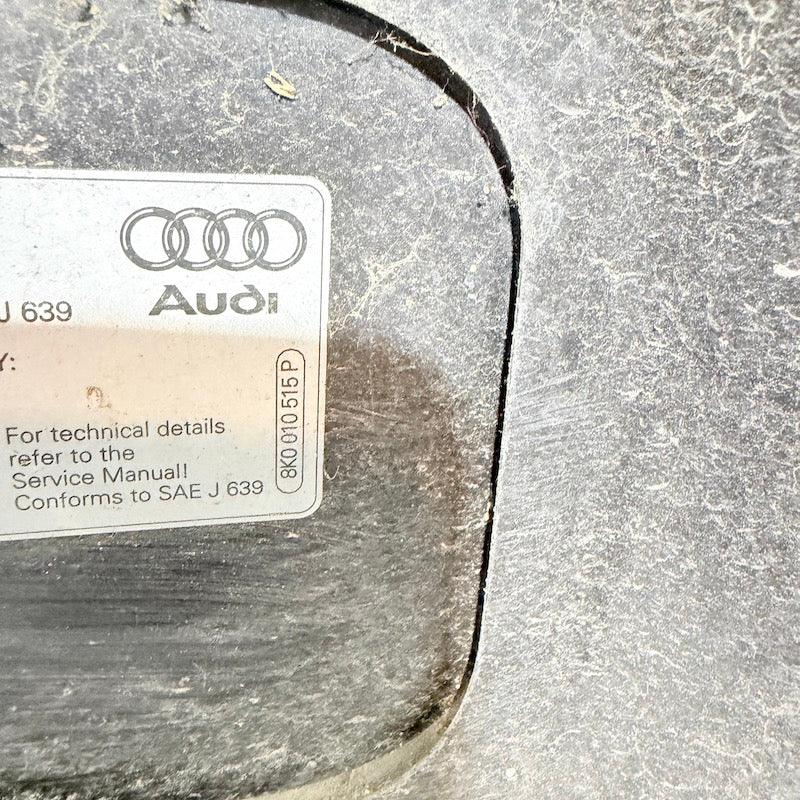 Audi
J 639
Y:
For technical details
refer to the
Service Manual!
Conforms to SAE J 639
8K0 010 515 P